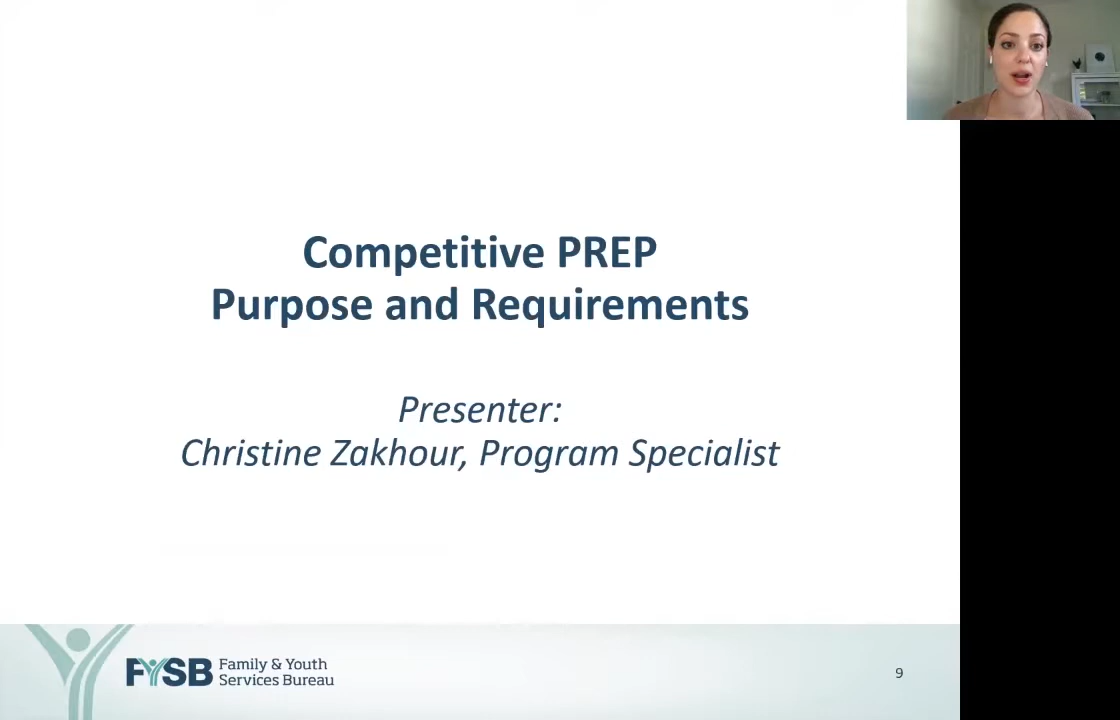 Competitive PREP
Purpose and Requirements
Presenter:
Christine Zakhour, Program Specialist
FYSB Family & Youth
Services Bureau
9